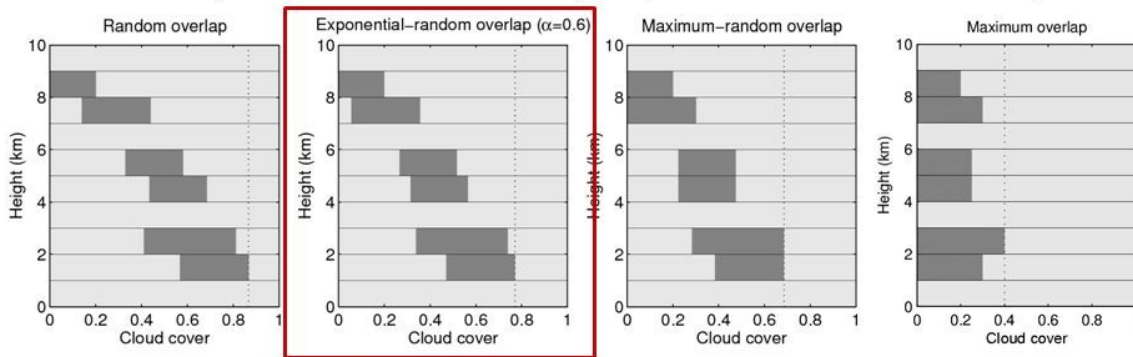 Random overlap
10
8
6
4
2
0
Height (km)
0 0.2 0.4 0.6 0.8 1
Cloud cover
Exponential-random overlap (α=0.6)
10
8
6
4
2
0
Height (km)
0 0.2 0.4 0.6 0.8 1
Cloud cover
Maximum-random overlap
10
8
6
4
2
0
Height (km)
0 0.2 0.4 0.6 0.8 1
Cloud cover
Maximum overlap
10
8
6
4
2
0
Height (km)
0 0.2 0.4 0.6 0.8 1
Cloud cover